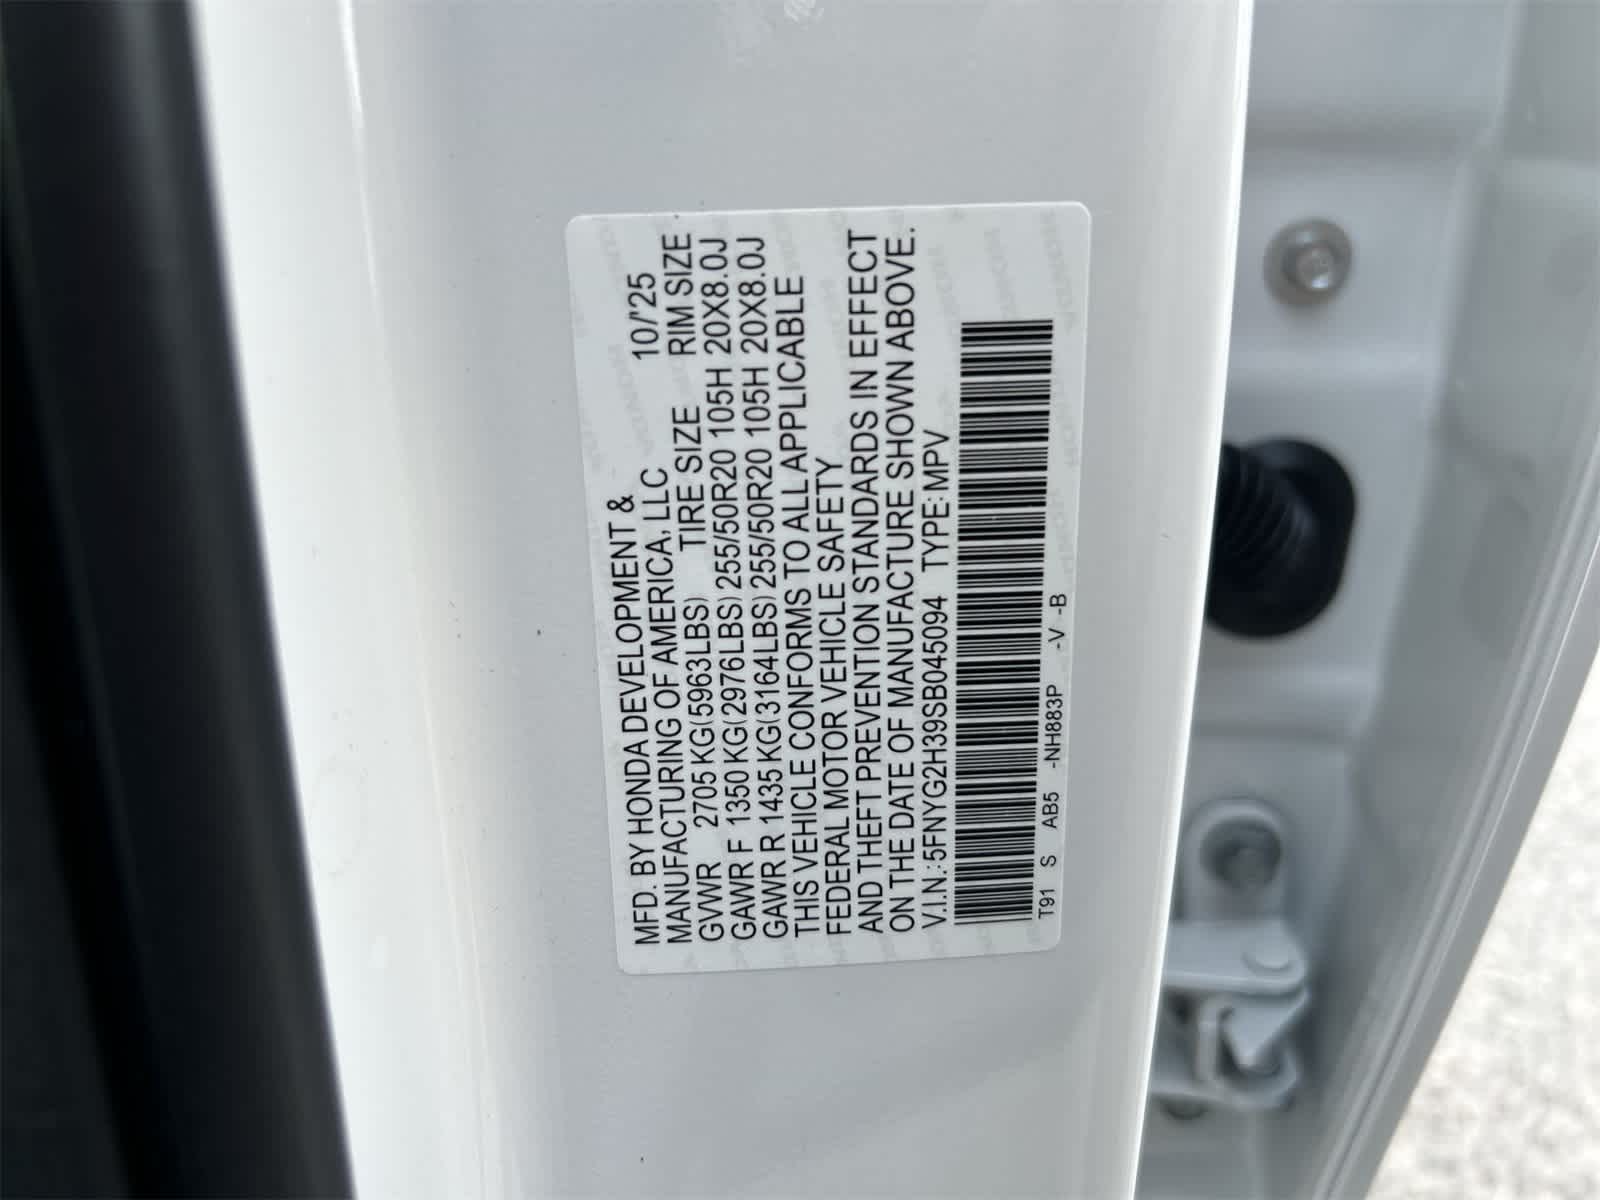 MFD. BY HONDA DEVELOPMENT & 10/'25
MANUFACTURING OF AMERICA, LLC
GVWR 2705 KG(5963LBS) TIRE SIZE RIM SIZE
GAWR F 1350 KG(2976LBS) 255/50R20 105H 20X8.0J
GAWR R 1435 KG(3164LBS) 255/50R20 105H 20X8.0J
THIS VEHICLE CONFORMS TO ALL APPLICABLE
FEDERAL MOTOR VEHICLE SAFETY
AND THEFT PREVENTION STANDARDS IN EFFECT
ON THE DATE OF MANUFACTURE SHOWN ABOVE.
V.I.N.: 5FNYG2H39SB045094 TYPE: MPV
T91 S AB5 -NH883P -V -B